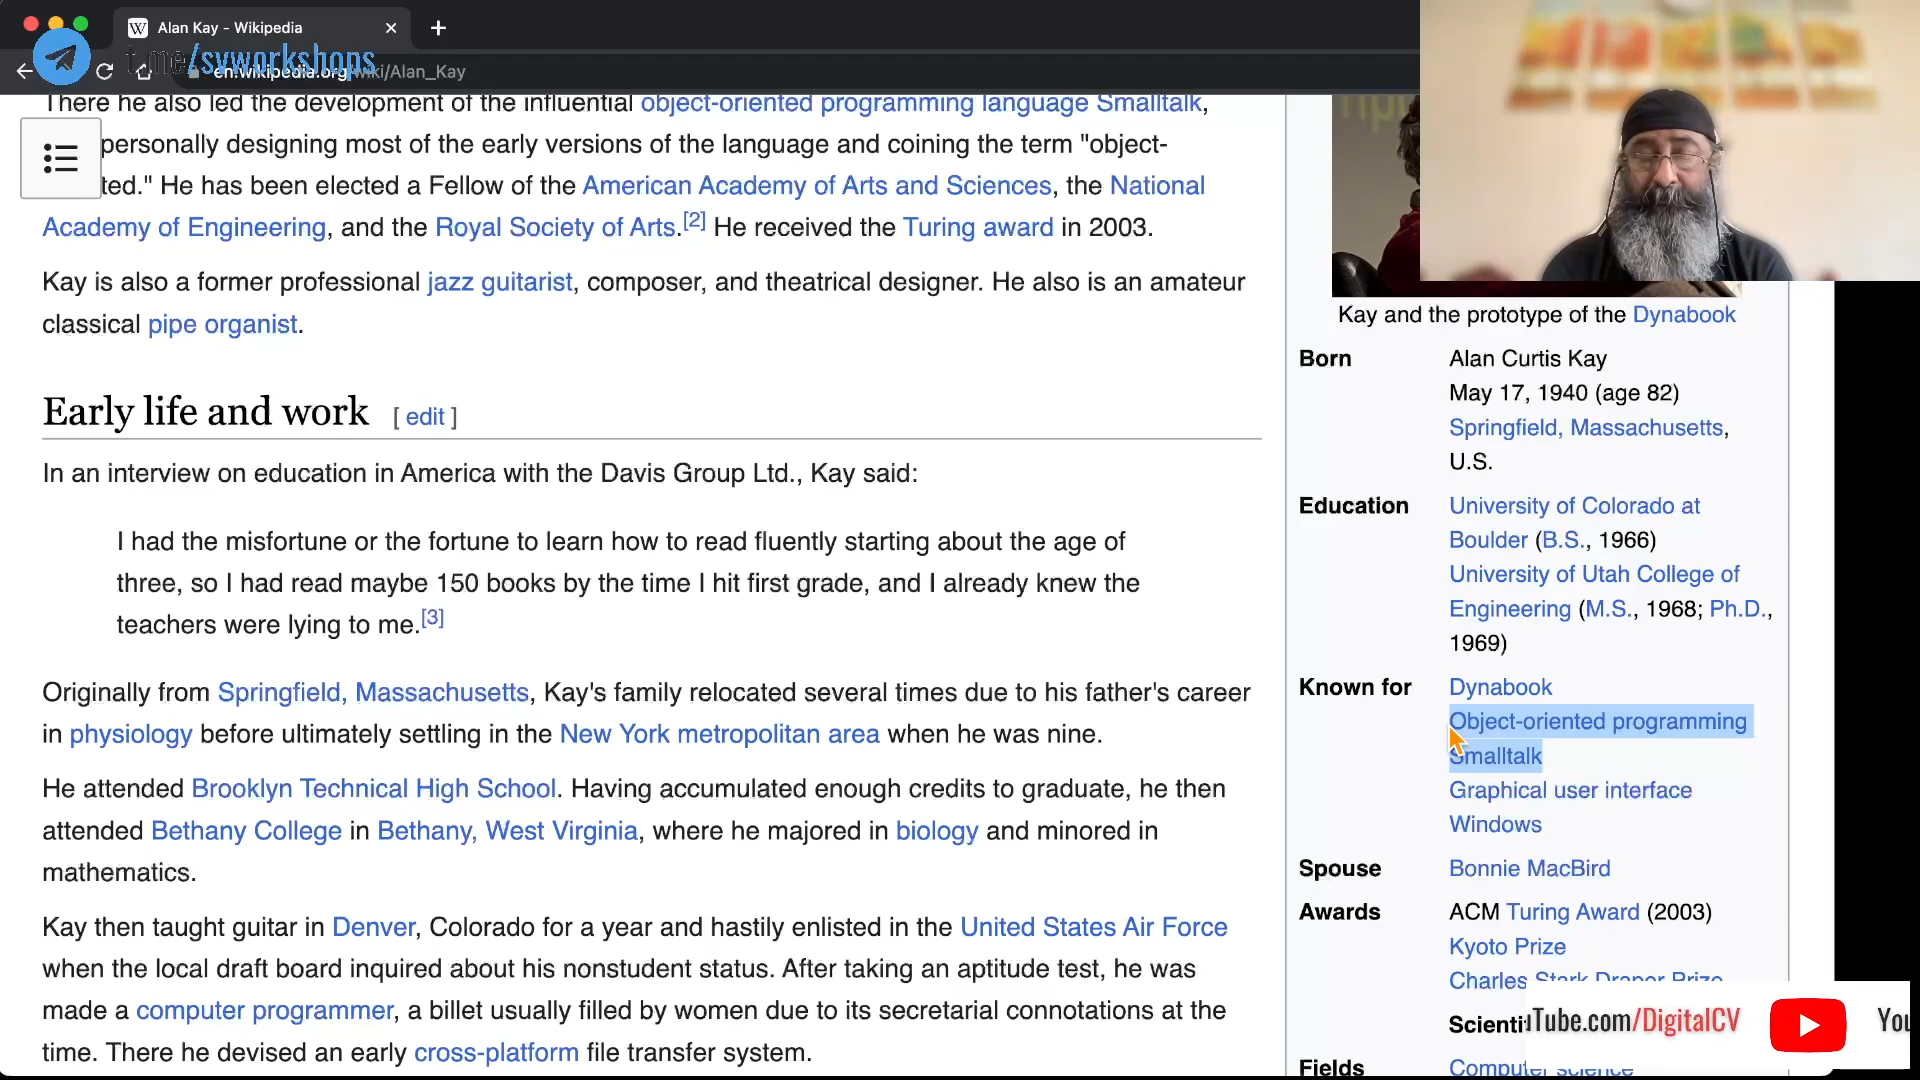 Alan Kay - Wikipedia
t.me/svworkshops
en.wikipedia.org/wiki/Alan_Kay
There he also led the development of the influential object-oriented programming language Smalltalk,
personally designing most of the early versions of the language and coining the term "object-
ted." He has been elected a Fellow of the American Academy of Arts and Sciences, the National
Academy of Engineering, and the Royal Society of Arts.[2] He received the Turing award in 2003.
Kay is also a former professional jazz guitarist, composer, and theatrical designer. He also is an amateur
classical pipe organist.
Early life and work [ edit ]
In an interview on education in America with the Davis Group Ltd., Kay said:
I had the misfortune or the fortune to learn how to read fluently starting about the age of
three, so I had read maybe 150 books by the time I hit first grade, and I already knew the
teachers were lying to me.[3]
Originally from Springfield, Massachusetts, Kay's family relocated several times due to his father's career
in physiology before ultimately settling in the New York metropolitan area when he was nine.
He attended Brooklyn Technical High School. Having accumulated enough credits to graduate, he then
attended Bethany College in Bethany, West Virginia, where he majored in biology and minored in
mathematics.
Kay then taught guitar in Denver, Colorado for a year and hastily enlisted in the United States Air Force
when the local draft board inquired about his nonstudent status. After taking an aptitude test, he was
made a computer programmer, a billet usually filled by women due to its secretarial connotations at the
time. There he devised an early cross-platform file transfer system.
Kay and the prototype of the Dynabook
Born Alan Curtis Kay
May 17, 1940 (age 82)
Springfield, Massachusetts,
U.S.
Education University of Colorado at
Boulder (B.S., 1966)
University of Utah College of
Engineering (M.S., 1968; Ph.D.,
1969)
Known for Dynabook
Object-oriented programming
Smalltalk
Graphical user interface
Windows
Spouse Bonnie MacBird
Awards ACM Turing Award (2003)
Kyoto Prize
Charles Stark Draper Prize
Scienti
Fields Computer science
uTube.com/DigitalCV
You